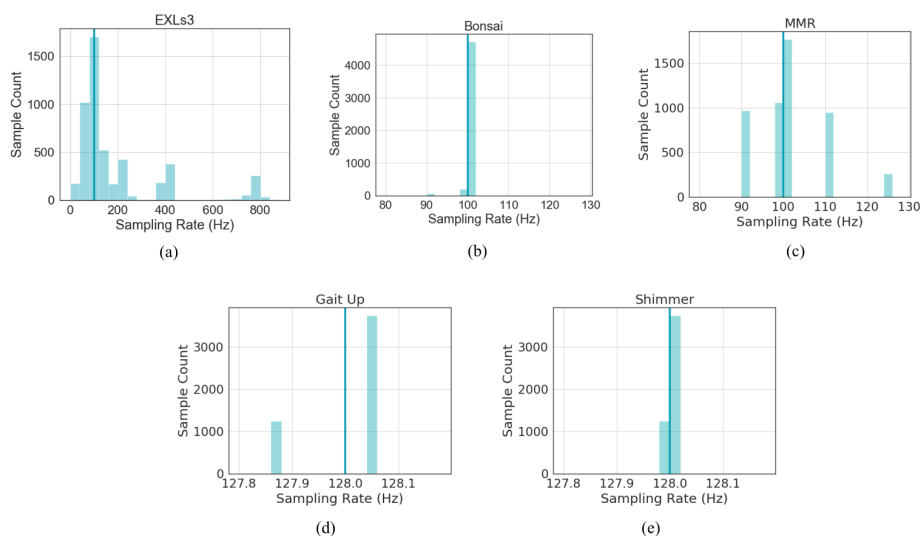 EXLs3
Sample Count
1500
1000
500
0
0 200 400 600 800
Sampling Rate (Hz)
(a)
Bonsai
Sample Count
4000
3000
2000
1000
0
80 90 100 110 120 130
Sampling Rate (Hz)
(b)
MMR
Sample Count
1500
1000
500
0
80 90 100 110 120 130
Sampling Rate (Hz)
(c)
Gait Up
Sample Count
3000
2000
1000
0
127.8 127.9 128.0 128.1
Sampling Rate (Hz)
(d)
Shimmer
Sample Count
3000
2000
1000
0
127.8 127.9 128.0 128.1
Sampling Rate (Hz)
(e)